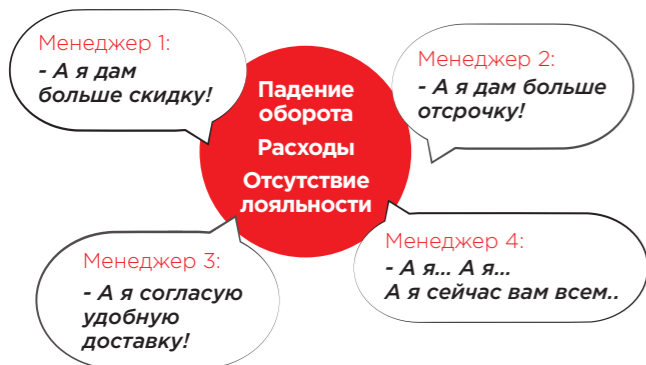 Менеджер 1:
- А я дам
больше скидку!
Менеджер 2:
- А я дам больше
отсрочку!
Падение
оборота
Расходы
Отсутствие
лояльности
Менеджер 3:
- А я согласую
удобную
доставку!
Менеджер 4:
- А я... А я...
А я сейчас вам всем..